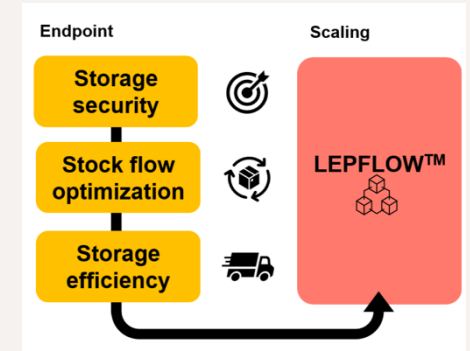 Endpoint
Scaling
Storage
security
Stock flow
optimization
Storage
efficiency
LEPFLOW™